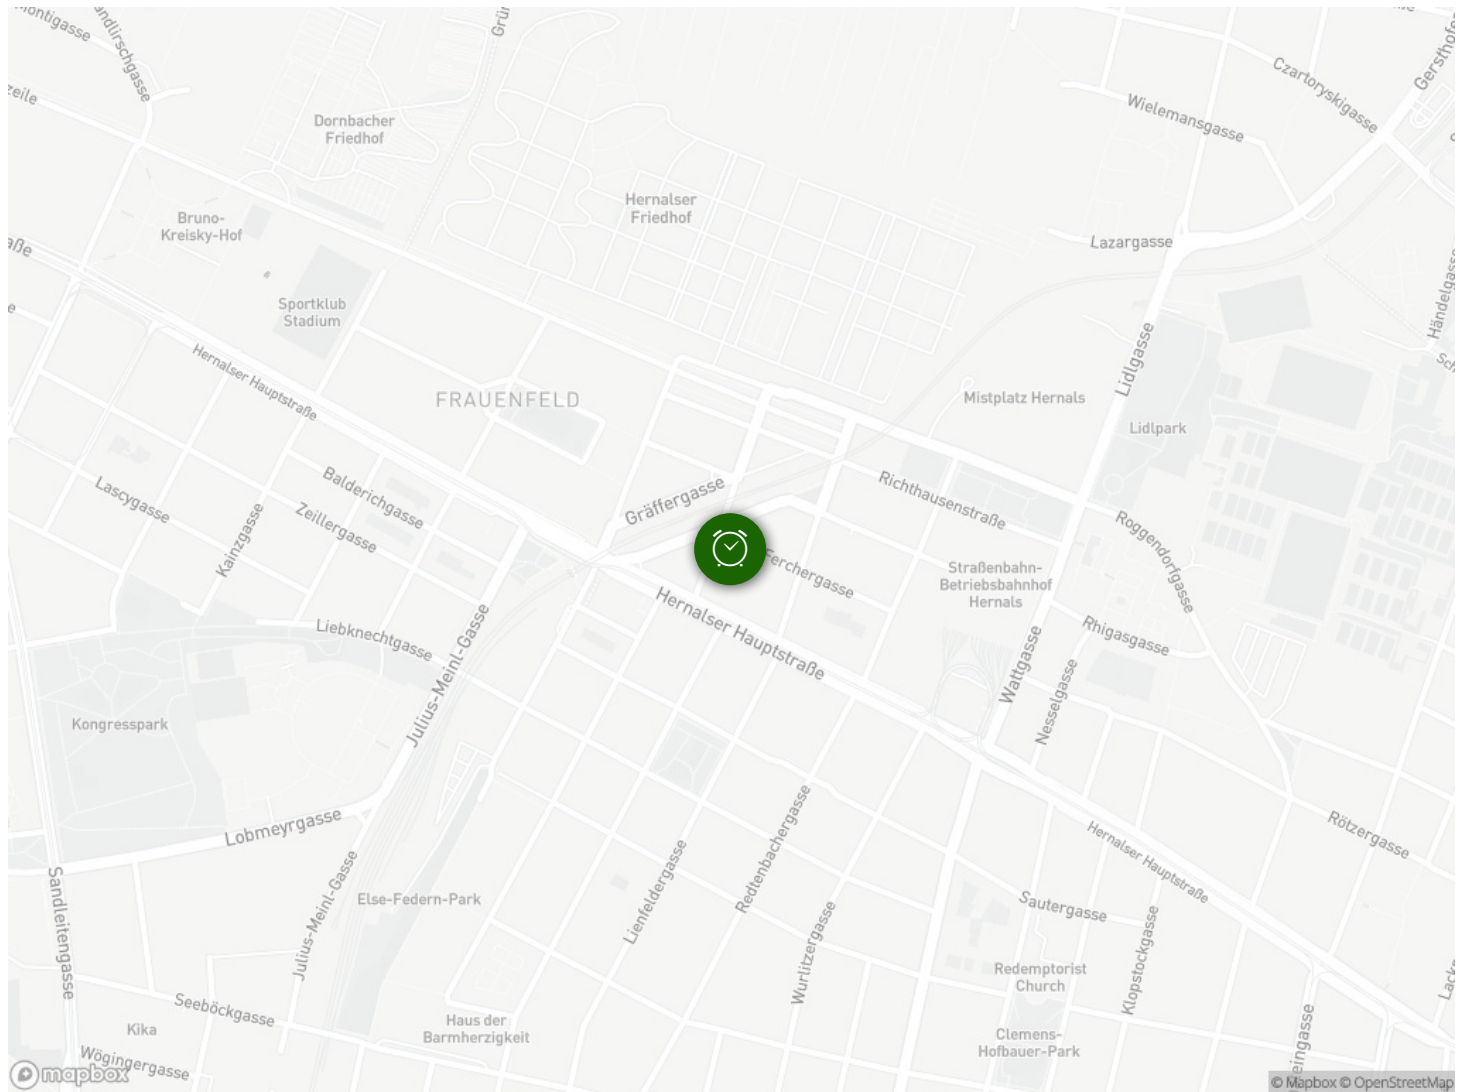 Dornbacher
Friedhof
Hernalser
Friedhof
Czartoryskigasse
Wielemansgasse
Lazargasse
Bruno-
Kreisky-Hof
Sportklub
Stadium
Händelgasse
Lidlgasse
Hernalser Hauptstraße
FRAUENFELD
Mistplatz Hernals
Lidlpark
Lascygasse
Balderichgasse
Zeillergasse
Kainzgasse
Gräffergasse
Richthausenstraße
Roggendorfgasse
Ferchergasse
Straßenbahn-
Betriebsbahnhof
Hernals
Hernalser Hauptstraße
Liebknechtgasse
Rhigasgasse
Julius-Meinl-Gasse
Wattgasse
Nesselgasse
Kongresspark
Lobmeyrgasse
Rötzergasse
Hernalser Hauptstraße
Redtenbachergasse
Lienfeldergasse
Sandleitengasse
Julius-Meinl-Gasse
Else-Federn-Park
Sautergasse
Wurlitzergasse
Klopstockgasse
Redemptorist
Church
Seeböckgasse
Kika
Haus der
Barmherzigkeit
Clemens-
Hofbauer-Park
Wögingergasse
mapbox
© Mapbox © OpenStreetMap